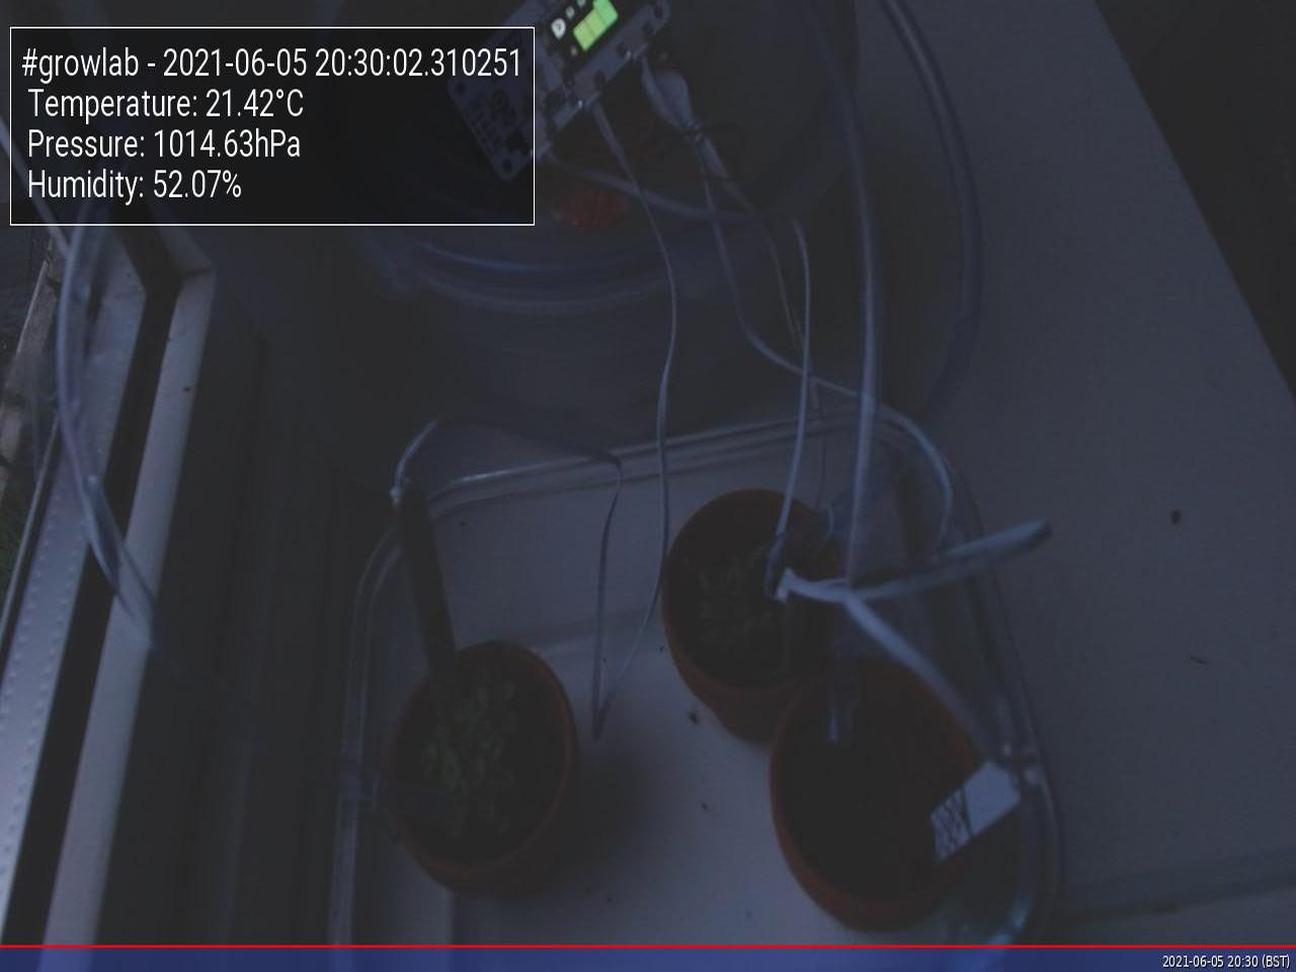 #growlab - 2021-06-05 20:30:02.310251
Temperature: 21.42°C
Pressure: 1014.63hPa
Humidity: 52.07%
2021-06-05 20:30 (BST)